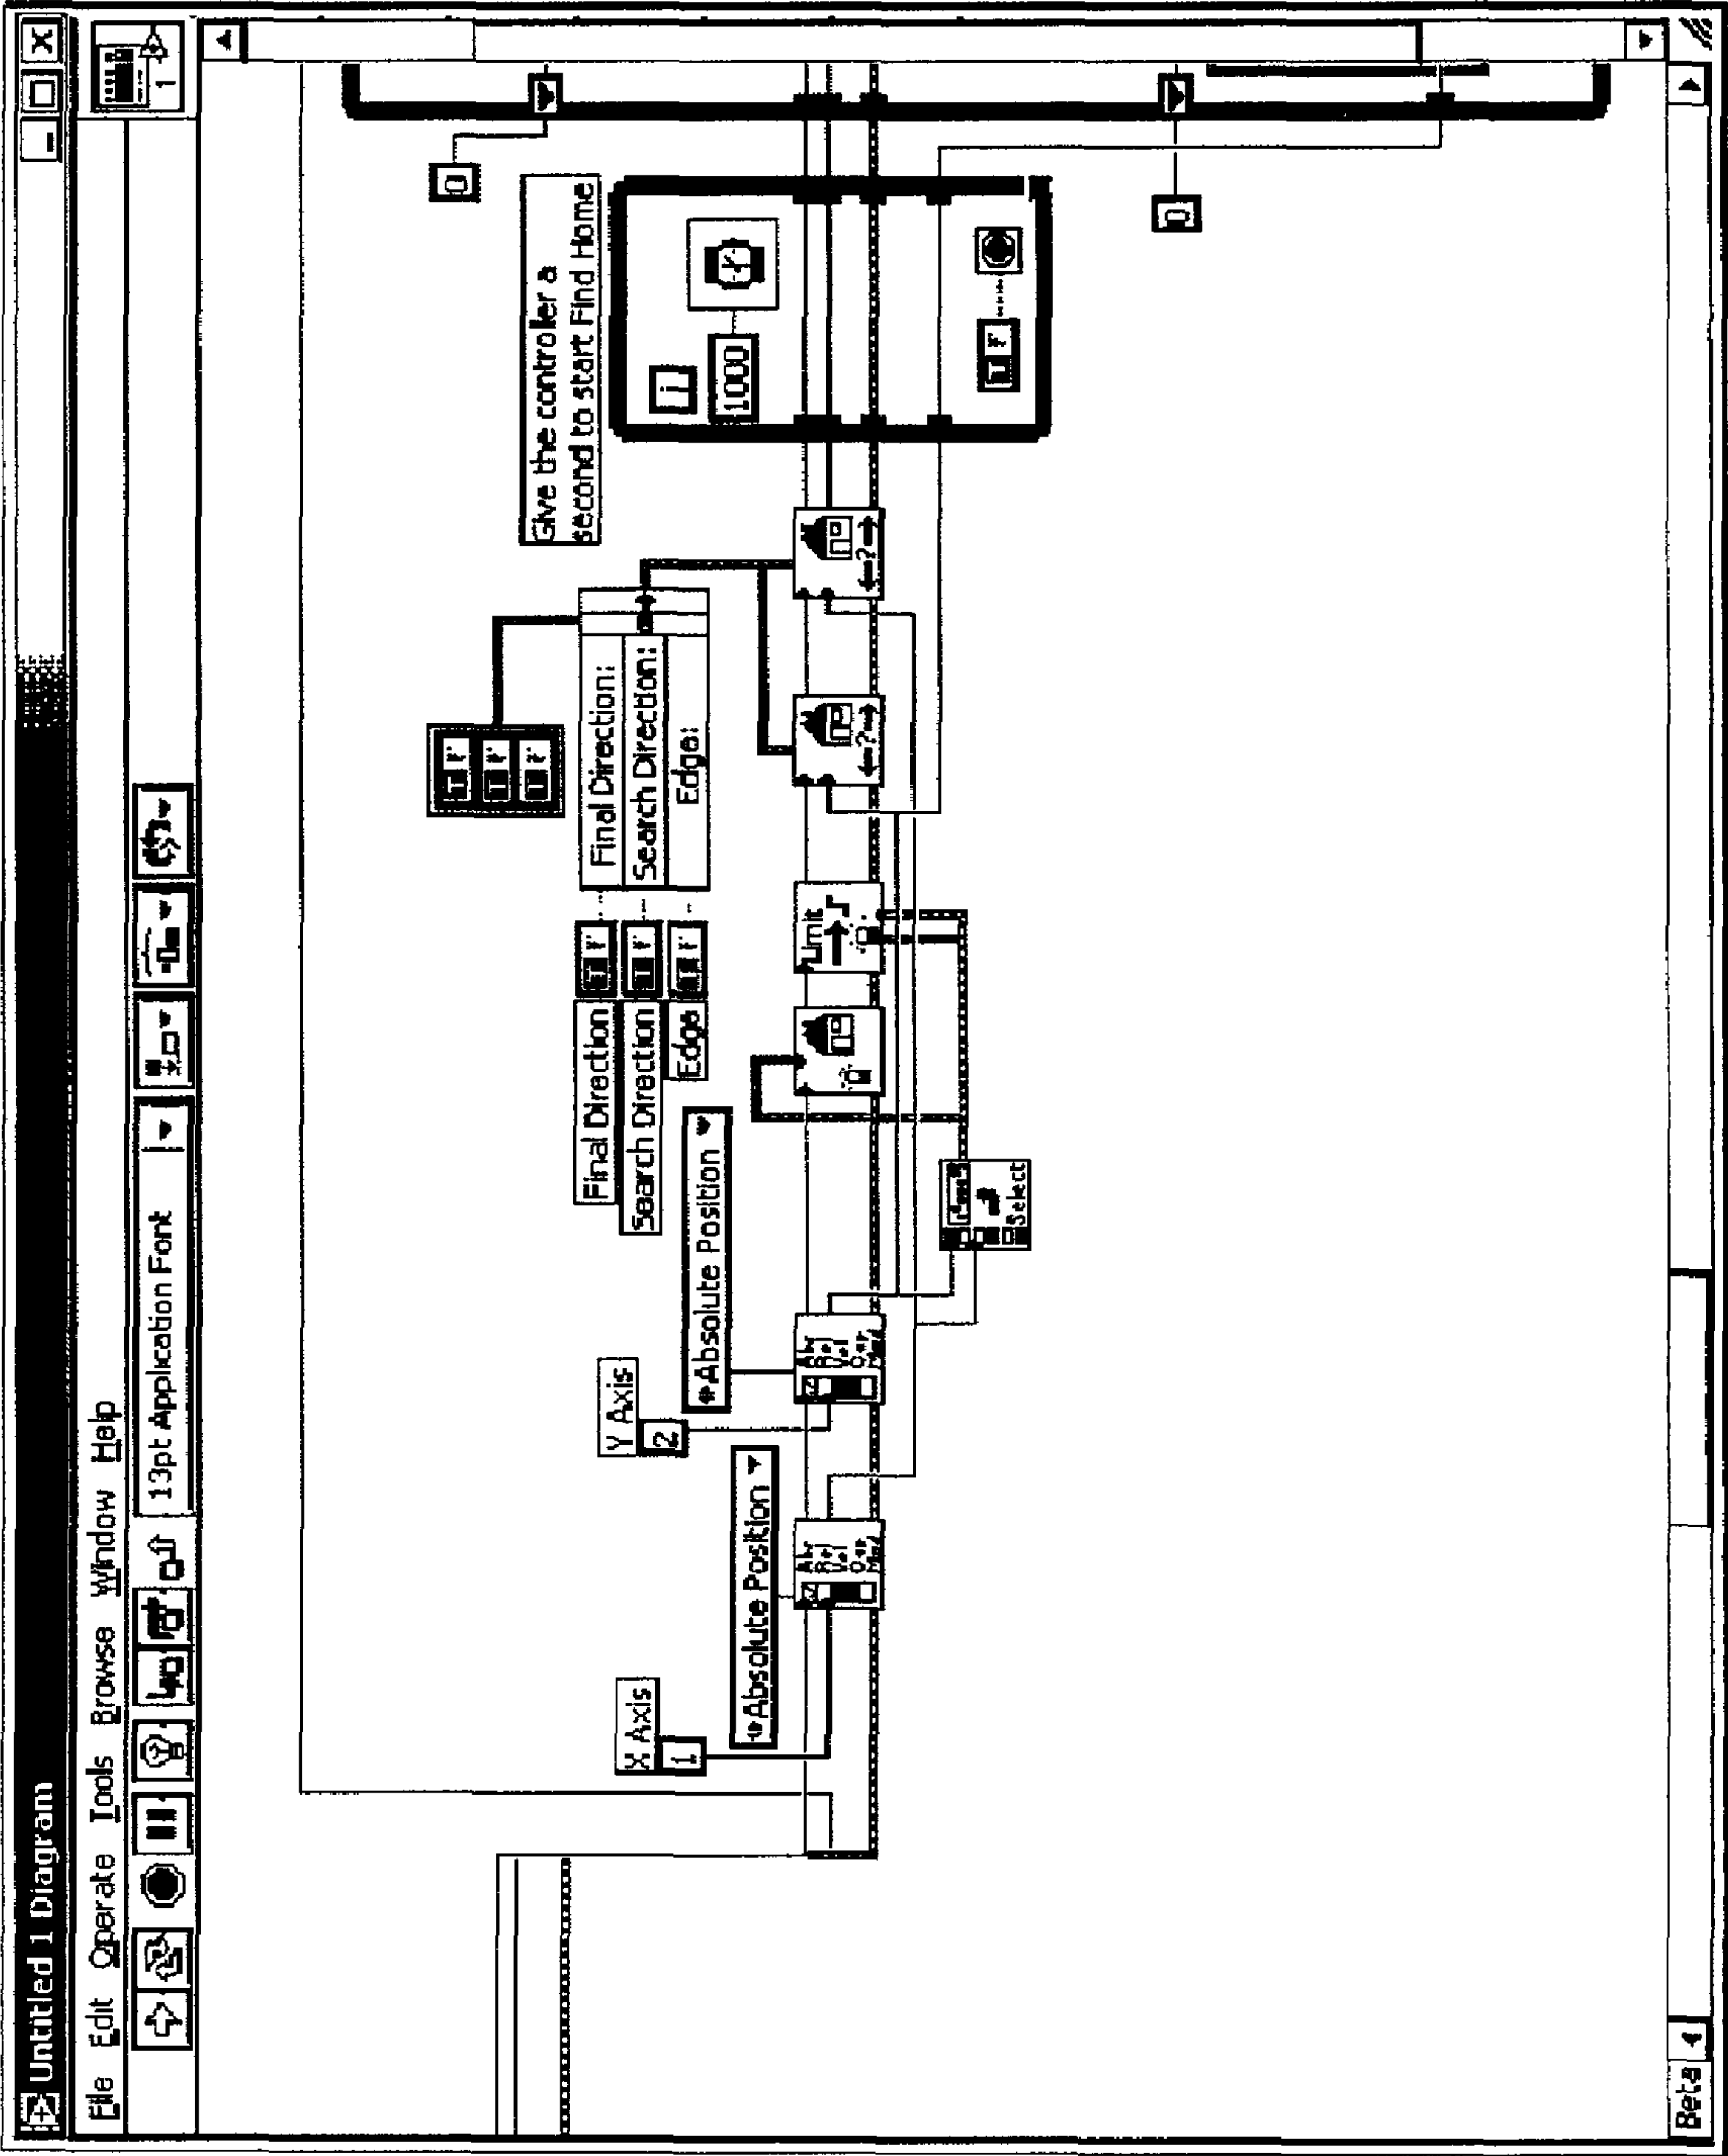 Untitled 1 Diagram
File Edit Operate Tools Browse Window Help
13pt Application Font
1
0
Give the controller a
second to start Find Home
Final Direction
Search Direction
Edge
Final Direction:
Search Direction:
Edge:
i
1000
X Axis
1
Y Axis
2
Absolute Position
Absolute Position
Limit
Select
0
Beta